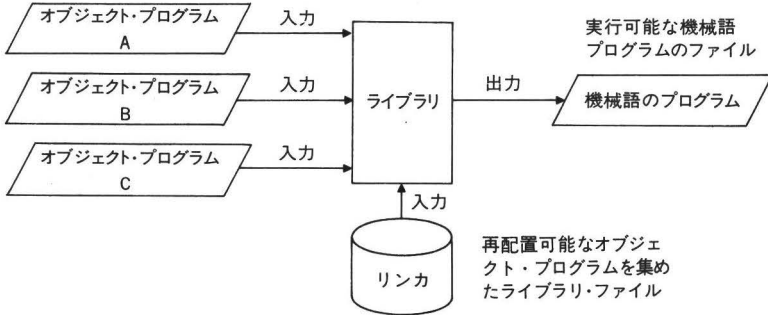 オブジェクト・プログラム
A
入力
オブジェクト・プログラム
B
入力
オブジェクト・プログラム
C
入力
ライブラリ
出力
実行可能な機械語
プログラムのファイル
機械語のプログラム
入力
リンカ
再配置可能なオブジェ
クト・プログラムを集め
たライブラリ・ファイル